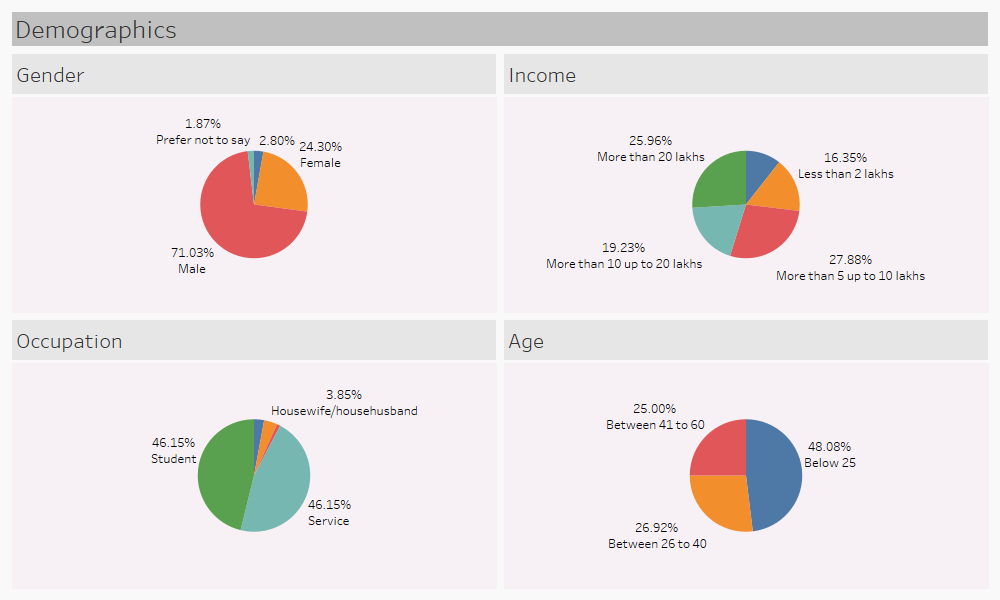 Demographics
Gender
1.87%
Prefer not to say
2.80%
24.30%
Female
71.03%
Male
Income
25.96%
More than 20 lakhs
16.35%
Less than 2 lakhs
19.23%
More than 10 up to 20 lakhs
27.88%
More than 5 up to 10 lakhs
Occupation
3.85%
Housewife/househusband
46.15%
Student
46.15%
Service
Age
25.00%
Between 41 to 60
48.08%
Below 25
26.92%
Between 26 to 40